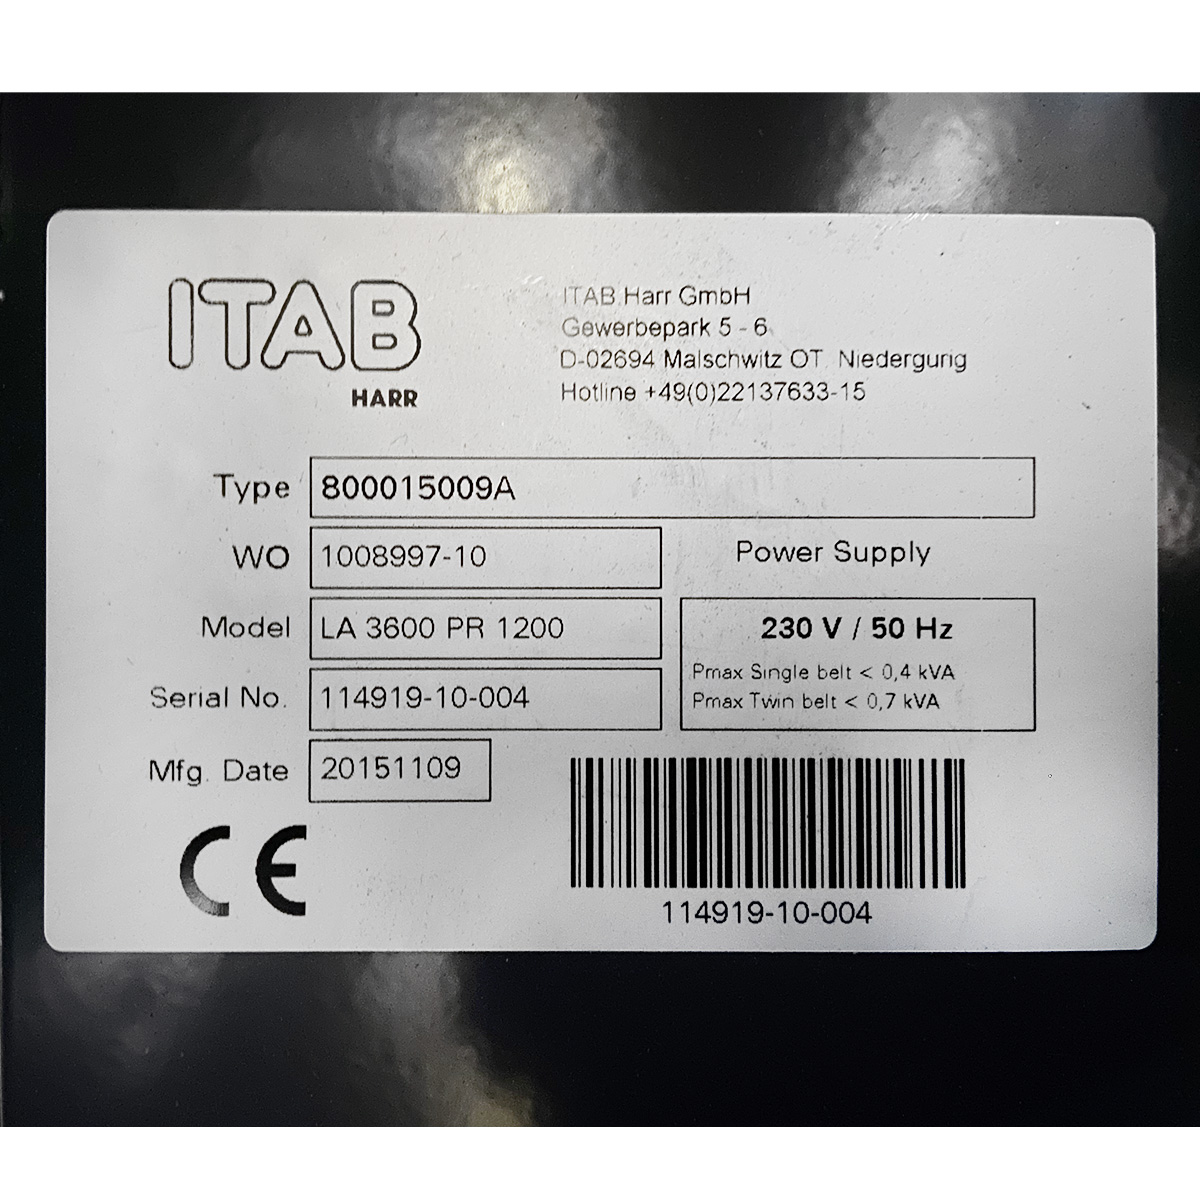 ITAB
HARR
ITAB Harr GmbH
Gewerbepark 5 - 6
D-02694 Malschwitz OT Niedergurig
Hotline +49(0)22137633-15
Type 800015009A
WO 1008997-10
Power Supply
Model LA 3600 PR 1200
230 V / 50 Hz
Pmax Single belt < 0,4 kVA
Pmax Twin belt < 0,7 kVA
Serial No. 114919-10-004
Mfg. Date 20151109
CE
114919-10-004